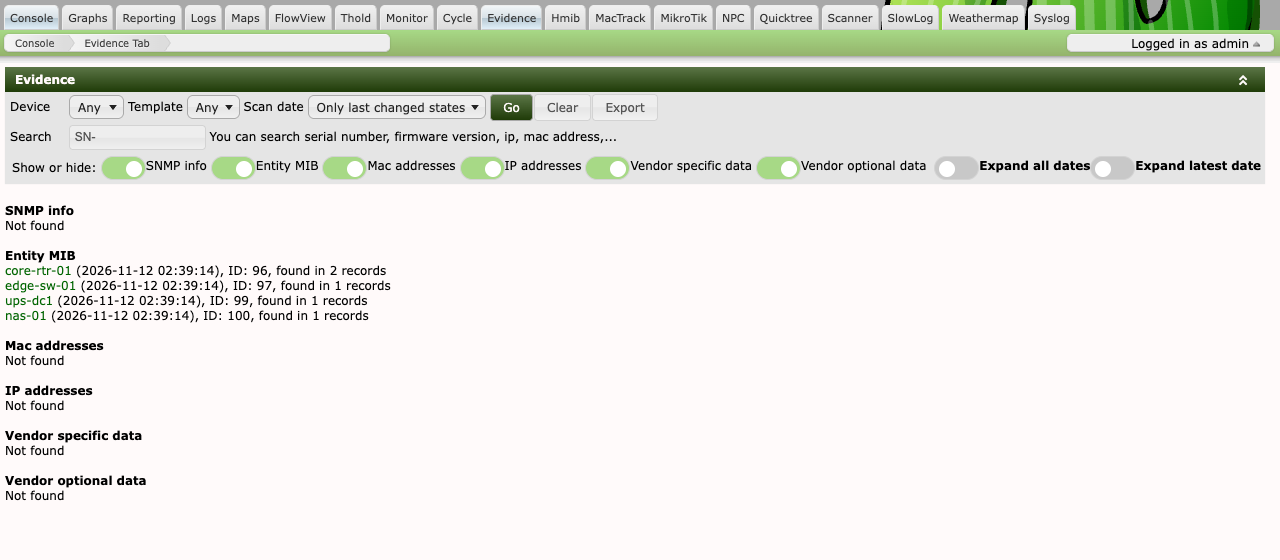 Console Graphs Reporting Logs Maps FlowView Thold Monitor Cycle Evidence Hmib MacTrack MikroTik NPC Quicktree Scanner SlowLog Weathermap Syslog
Console Evidence Tab Logged in as admin
Evidence
Device Any Template Any Scan date Only last changed states Go Clear Export
Search SN- You can search serial number, firmware version, ip, mac address,...
Show or hide: SNMP info Entity MIB Mac addresses IP addresses Vendor specific data Vendor optional data Expand all dates Expand latest date
SNMP info
Not found
Entity MIB
core-rtr-01 (2026-11-12 02:39:14), ID: 96, found in 2 records
edge-sw-01 (2026-11-12 02:39:14), ID: 97, found in 1 records
ups-dc1 (2026-11-12 02:39:14), ID: 99, found in 1 records
nas-01 (2026-11-12 02:39:14), ID: 100, found in 1 records
Mac addresses
Not found
IP addresses
Not found
Vendor specific data
Not found
Vendor optional data
Not found